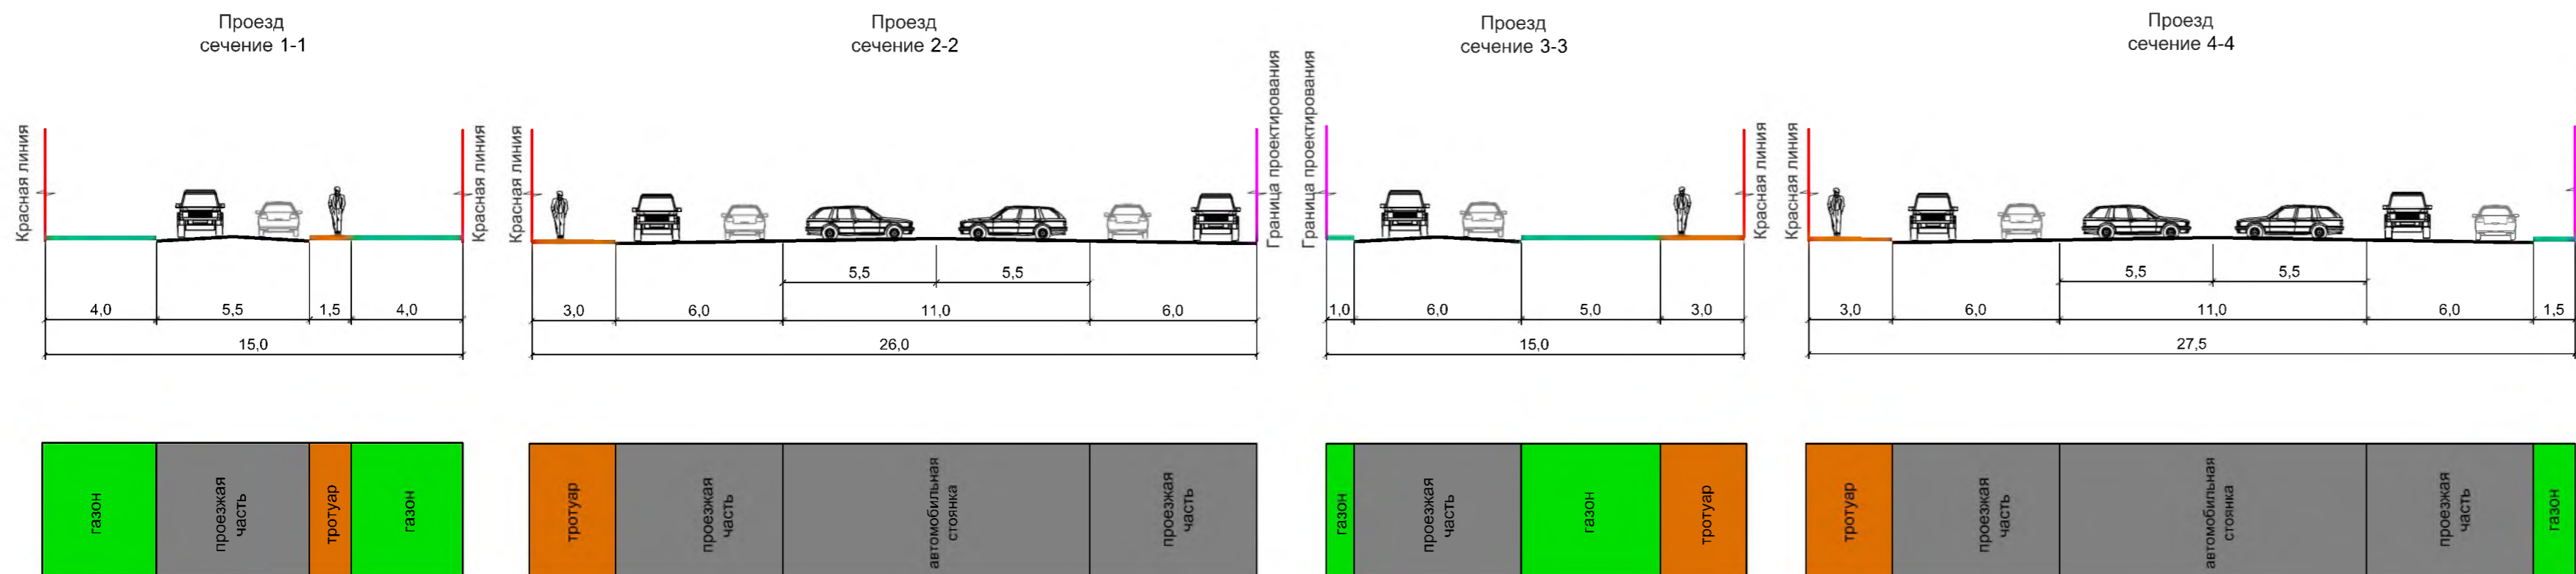 Проезд
сечение 1-1
Красная линия
Красная линия
4,0
5,5
1,5
4,0
15,0
газон
проезжая
часть
тротуар
газон
Проезд
сечение 2-2
Красная линия
Граница проектирования
5,5
5,5
3,0
6,0
11,0
6,0
26,0
тротуар
проезжая
часть
автомобильная
стоянка
проезжая
часть
Проезд
сечение 3-3
Граница проектирования
Красная линия
1,0
6,0
5,0
3,0
15,0
газон
проезжая
часть
газон
тротуар
Проезд
сечение 4-4
Красная линия
5,5
5,5
3,0
6,0
11,0
6,0
1,5
27,5
тротуар
проезжая
часть
автомобильная
стоянка
проезжая
часть
газон